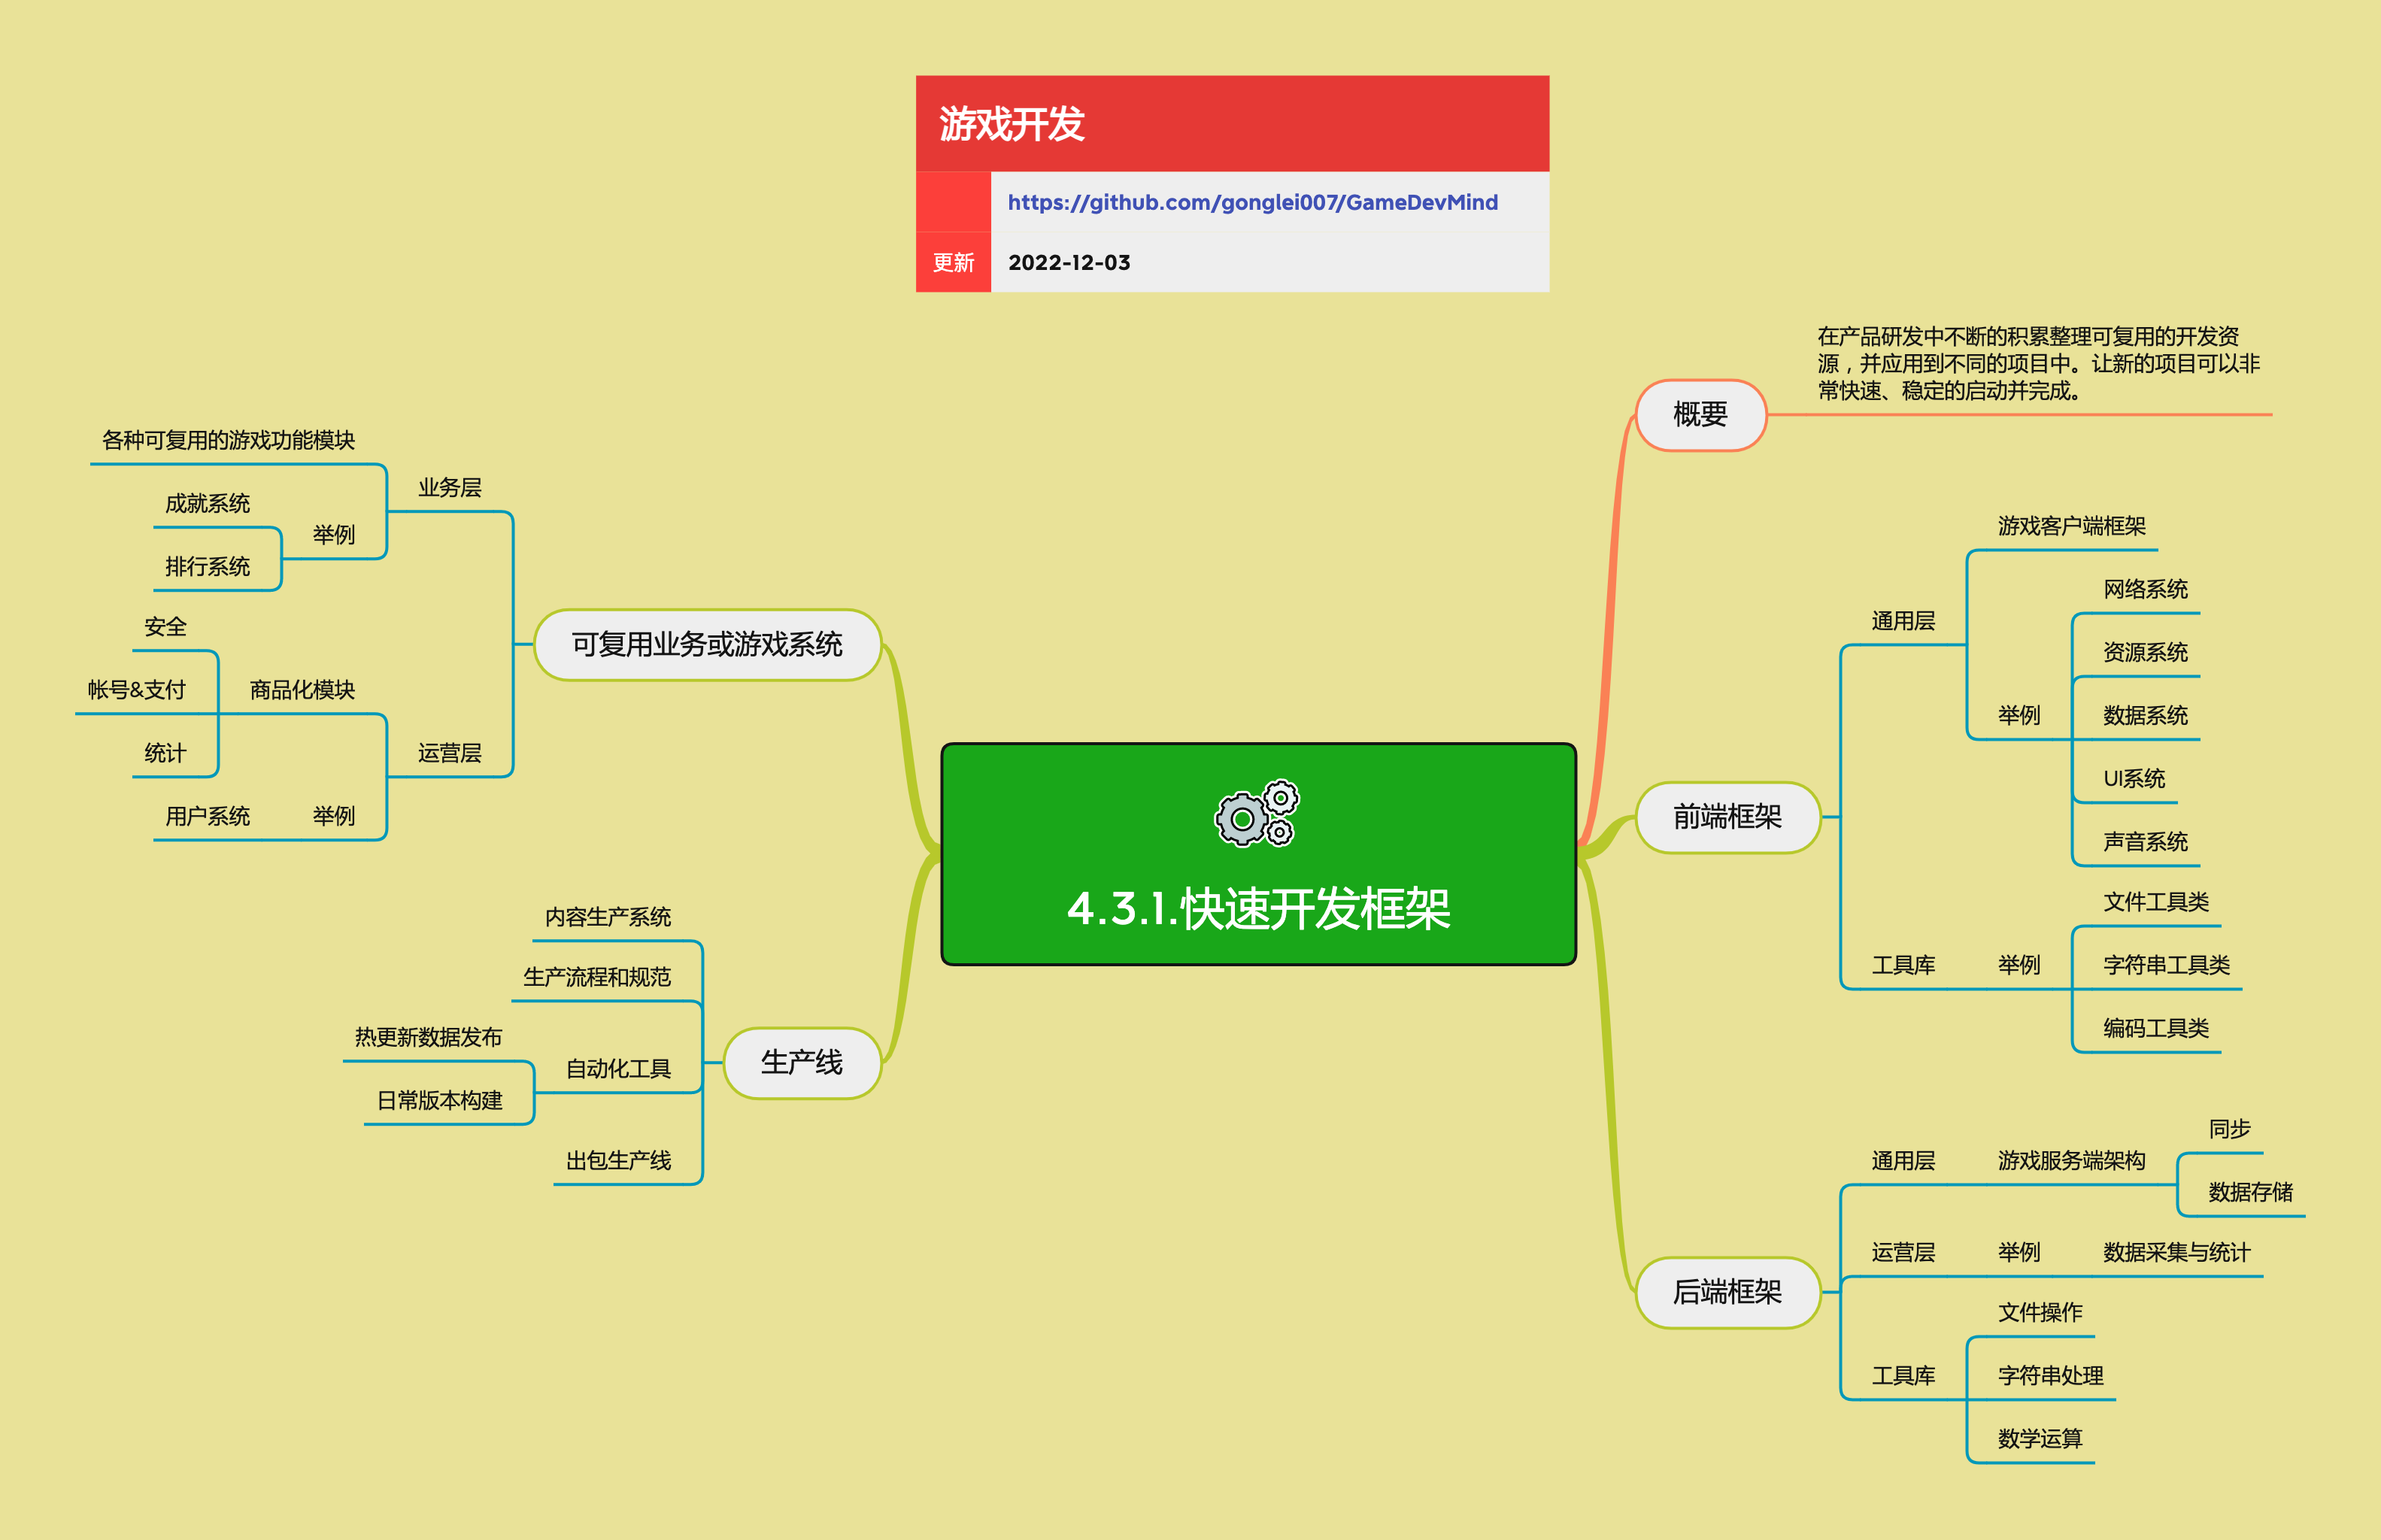 游戏开发
https://github.com/gonglei007/GameDevMind
更新
2022-12-03
4.3.1.快速开发框架
概要
在产品研发中不断的积累整理可复用的开发资
源，并应用到不同的项目中。让新的项目可以非
常快速、稳定的启动并完成。
前端框架
通用层
游戏客户端框架
举例
网络系统
资源系统
数据系统
UI系统
声音系统
工具库
举例
文件工具类
字符串工具类
编码工具类
后端框架
通用层
游戏服务端架构
同步
数据存储
运营层
举例
数据采集与统计
工具库
文件操作
字符串处理
数学运算
可复用业务或游戏系统
业务层
各种可复用的游戏功能模块
举例
成就系统
排行系统
运营层
商品化模块
安全
帐号&支付
统计
举例
用户系统
生产线
内容生产系统
生产流程和规范
自动化工具
热更新数据发布
日常版本构建
出包生产线